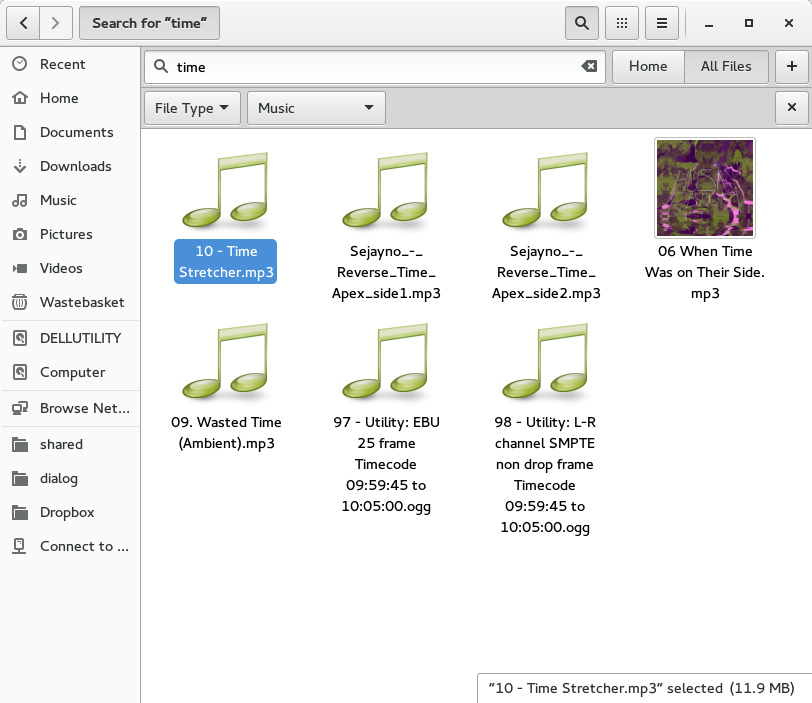 Search for “time”
Recent
Home
Documents
Downloads
Music
Pictures
Videos
Wastebasket
DELLUTILITY
Computer
Browse Net...
shared
dialog
Dropbox
Connect to ...
time
Home
All Files
File Type
Music
10 - Time
Stretcher.mp3
Sejayno_-_
Reverse_Time_
Apex_side1.mp3
Sejayno_-_
Reverse_Time_
Apex_side2.mp3
06 When Time
Was on Their Side.
mp3
09. Wasted Time
(Ambient).mp3
97 - Utility: EBU
25 frame
Timecode
09:59:45 to
10:05:00.ogg
98 - Utility: L-R
channel SMPTE
non drop frame
Timecode
09:59:45 to
10:05:00.ogg
“10 - Time Stretcher.mp3” selected (11.9 MB)